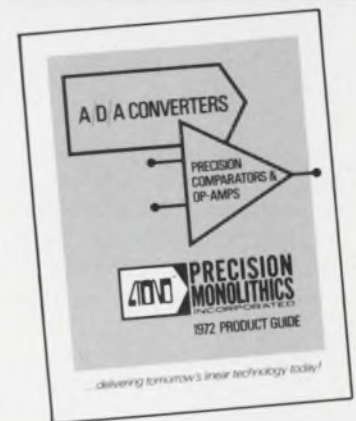 A/D/A CONVERTERS
PRECISION
COMPARATORS &
OP-AMPS
PRECISION
MONOLITHICS
INCORPORATED
1972 PRODUCT GUIDE
...delivering tomorrow's linear technology today!